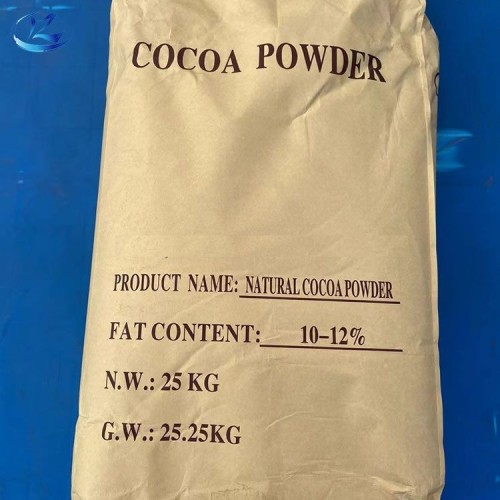 COCOA POWDER
PRODUCT NAME: NATURAL COCOA POWDER
FAT CONTENT: 10-12%
N.W.: 25 KG
G.W.: 25.25KG